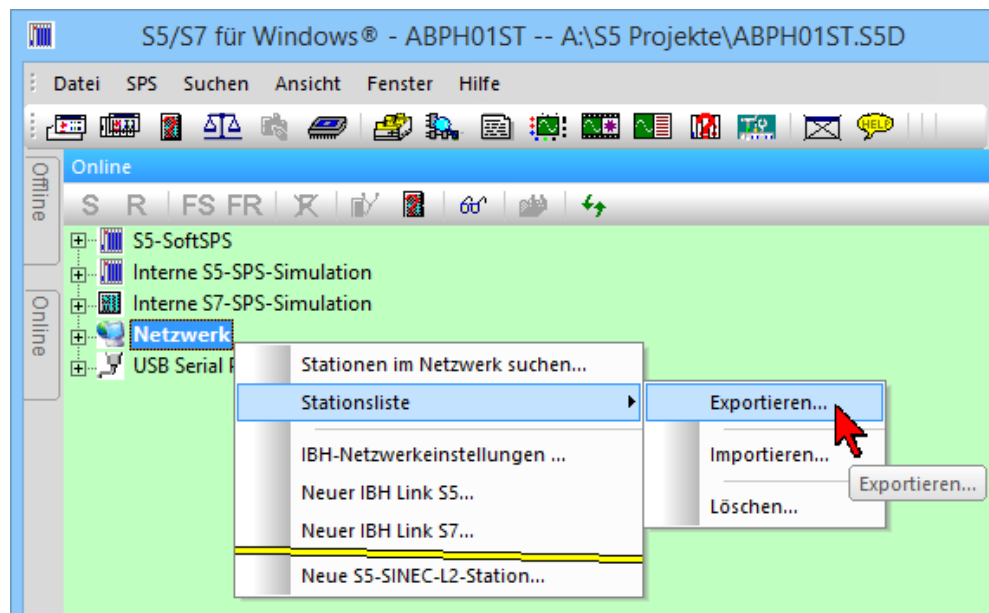 S5/S7 für Windows® - ABPH01ST -- A:\S5 Projekte\ABPH01ST.S5D
Datei SPS Suchen Ansicht Fenster Hilfe
HELP
Offline
Online
Online
S R FS FR
S5-SoftSPS
Interne S5-SPS-Simulation
Interne S7-SPS-Simulation
Netzwerk
USB Serial
Stationen im Netzwerk suchen...
Stationsliste
IBH-Netzwerkeinstellungen ...
Neuer IBH Link S5...
Neuer IBH Link S7...
Neue S5-SINEC-L2-Station...
Exportieren...
Importieren...
Löschen...
Exportieren...